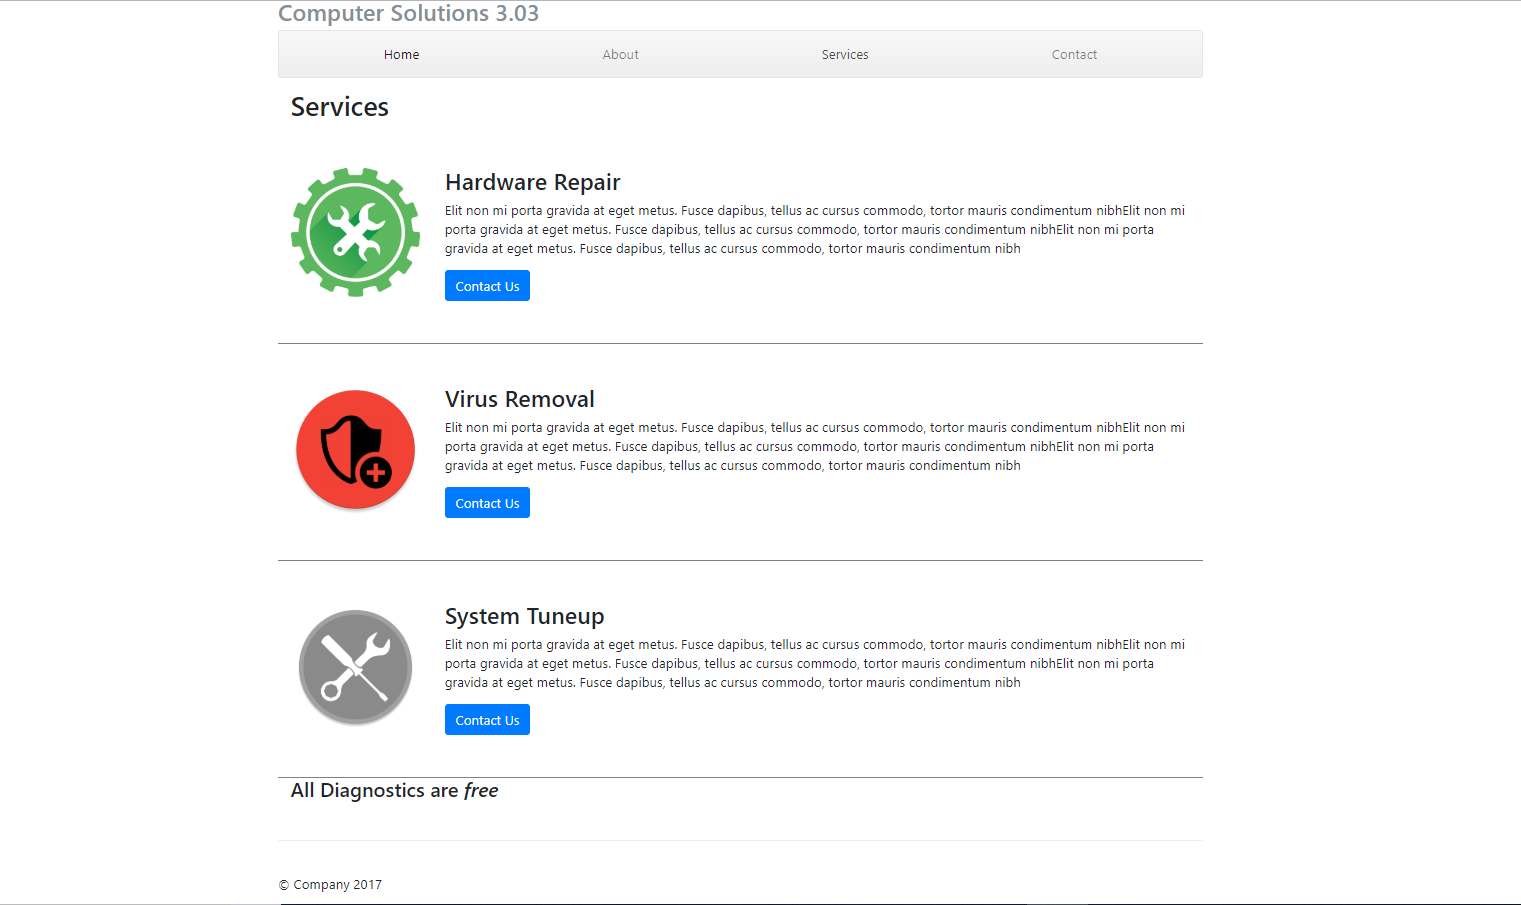 Computer Solutions 3.03
Home About Services Contact
Services
Hardware Repair
Elit non mi porta gravida at eget metus. Fusce dapibus, tellus ac cursus commodo, tortor mauris condimentum nibhElit non mi
porta gravida at eget metus. Fusce dapibus, tellus ac cursus commodo, tortor mauris condimentum nibhElit non mi porta
gravida at eget metus. Fusce dapibus, tellus ac cursus commodo, tortor mauris condimentum nibh
Contact Us
Virus Removal
Elit non mi porta gravida at eget metus. Fusce dapibus, tellus ac cursus commodo, tortor mauris condimentum nibhElit non mi
porta gravida at eget metus. Fusce dapibus, tellus ac cursus commodo, tortor mauris condimentum nibhElit non mi porta
gravida at eget metus. Fusce dapibus, tellus ac cursus commodo, tortor mauris condimentum nibh
Contact Us
System Tuneup
Elit non mi porta gravida at eget metus. Fusce dapibus, tellus ac cursus commodo, tortor mauris condimentum nibhElit non mi
porta gravida at eget metus. Fusce dapibus, tellus ac cursus commodo, tortor mauris condimentum nibhElit non mi porta
gravida at eget metus. Fusce dapibus, tellus ac cursus commodo, tortor mauris condimentum nibh
Contact Us
All Diagnostics are free
© Company 2017